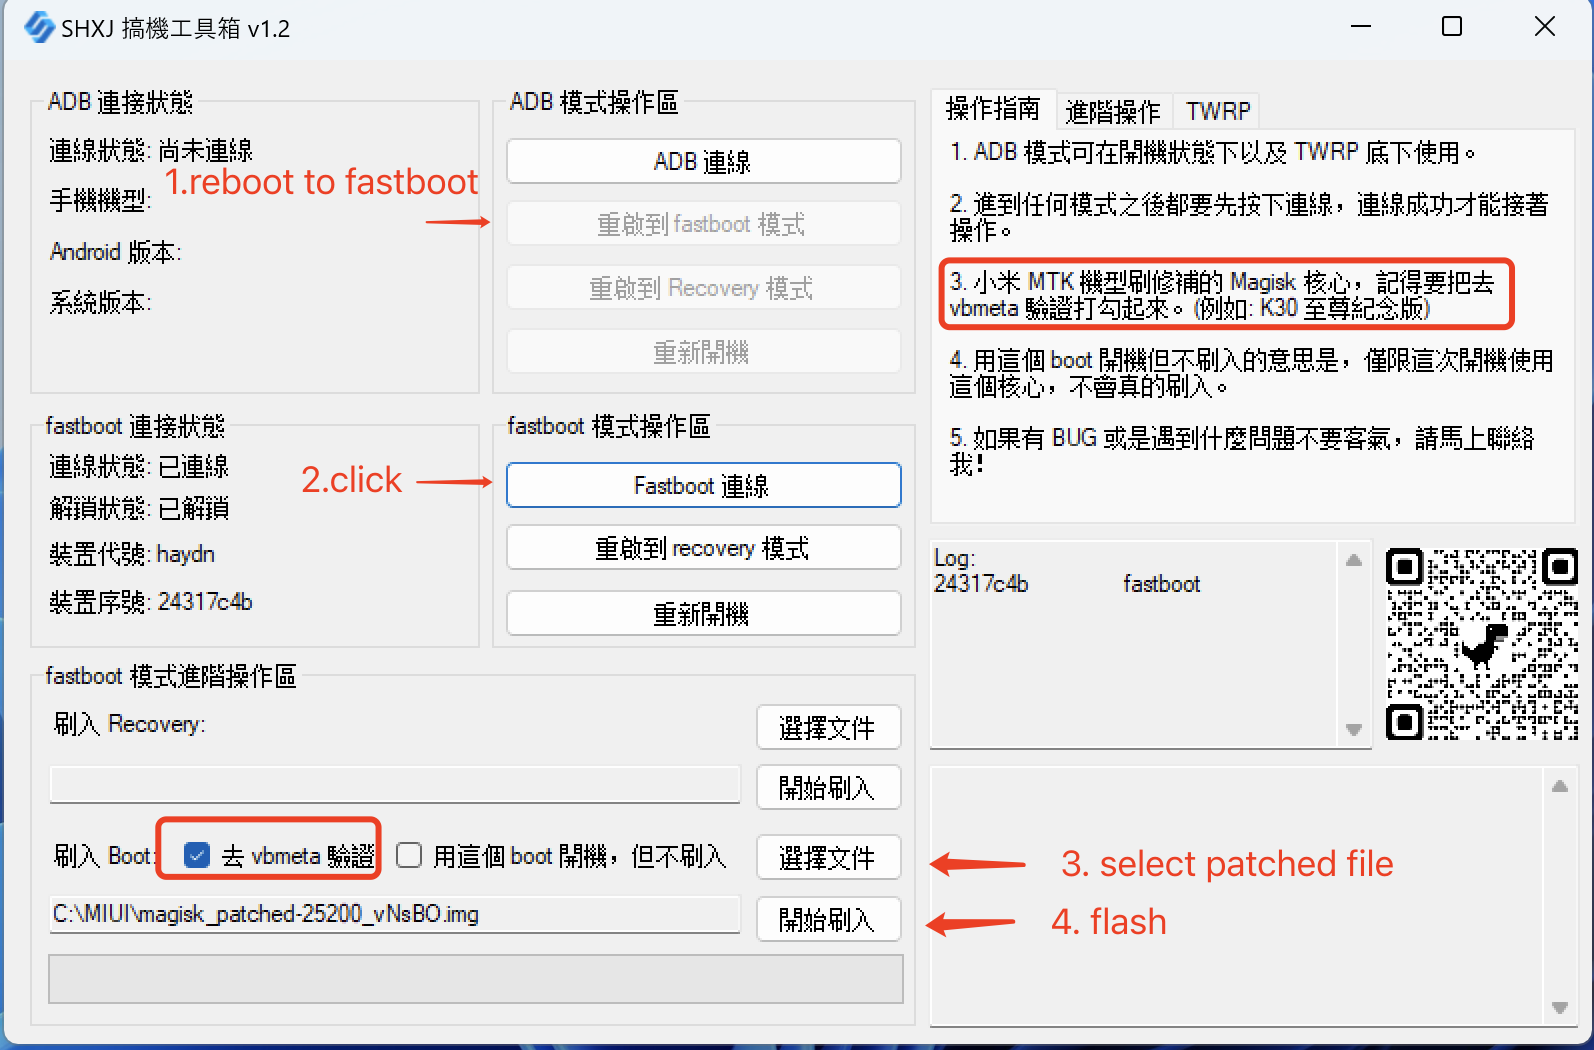 SHXJ 搞機工具箱 v1.2
ADB 連接狀態
連線狀態: 尚未連線
手機機型:
Android 版本:
系統版本:
1.reboot to fastboot
ADB 模式操作區
ADB 連線
重啟到 fastboot 模式
重啟到 Recovery 模式
重新開機
fastboot 連接狀態
連線狀態: 已連線
解鎖狀態: 已解鎖
裝置代號: haydn
裝置序號: 24317c4b
2.click
fastboot 模式操作區
Fastboot 連線
重啟到 recovery 模式
重新開機
fastboot 模式進階操作區
刷入 Recovery:
選擇文件
開始刷入
刷入 Boot:
去 vbmeta 驗證
用這個 boot 開機，但不刷入
選擇文件
C:\MIUI\magisk_patched-25200_vNsBO.img
開始刷入
操作指南
進階操作
TWRP
1. ADB 模式可在開機狀態下以及 TWRP 底下使用。
2. 進到任何模式之後都要先按下連線，連線成功才能接著
操作。
3. 小米 MTK 機型刷修補的 Magisk 核心，記得要把去
vbmeta 驗證打勾起來。(例如: K30 至尊紀念版)
4. 用這個 boot 開機但不刷入的意思是，僅限這次開機使用
這個核心，不會真的刷入。
5. 如果有 BUG 或是遇到什麼問題不要客氣，請馬上聯絡
我!
Log:
24317c4b fastboot
3. select patched file
4. flash